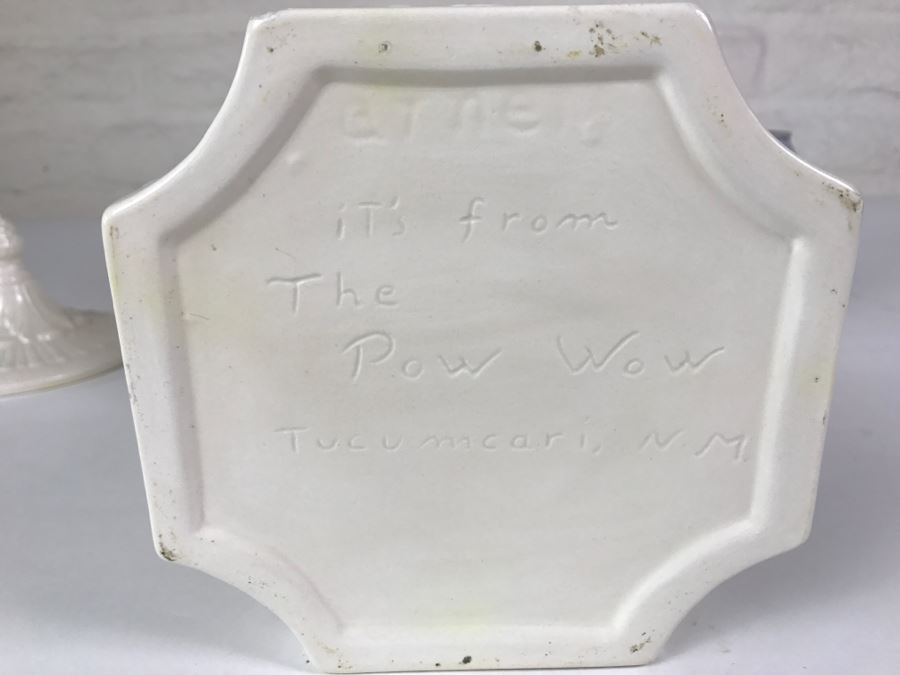 iT's from
The
Pow Wow
Tucumcari, N.M.